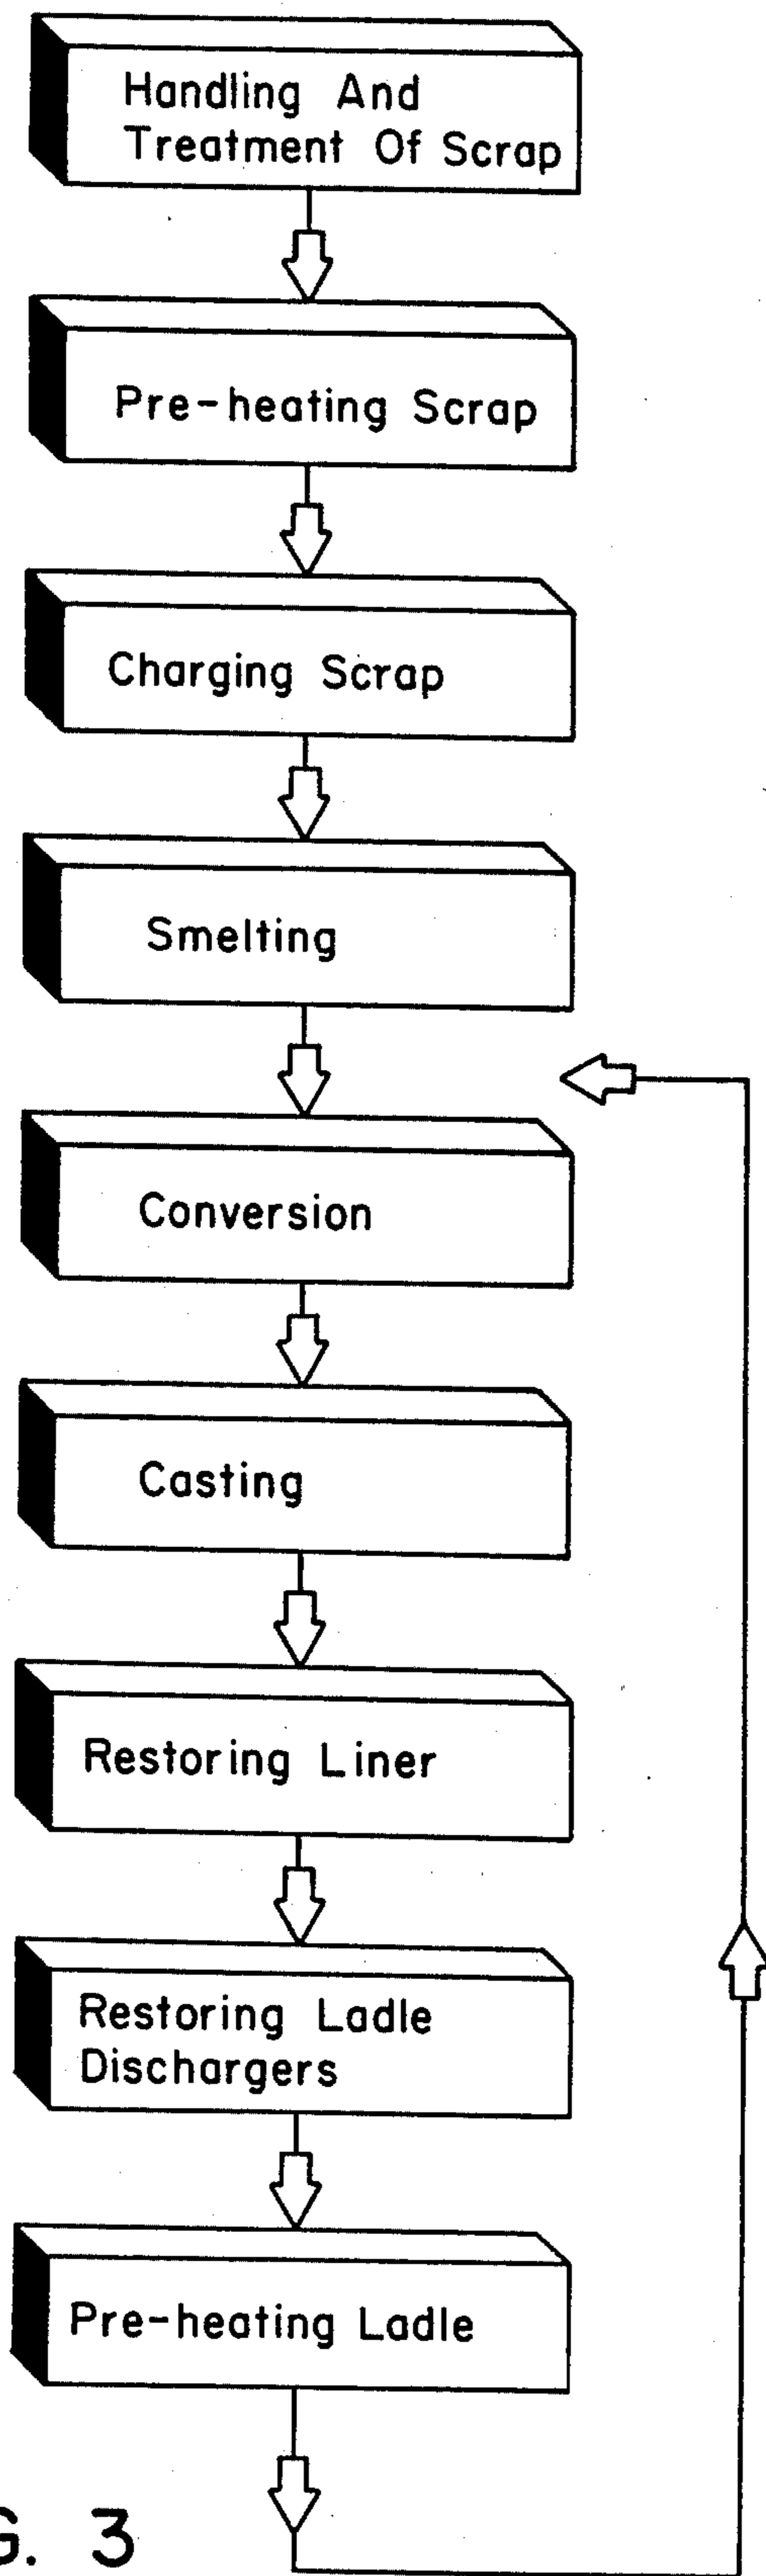 Handling And
Treatment Of Scrap
Pre-heating Scrap
Charging Scrap
Smelting
Conversion
Casting
Restoring Liner
Restoring Ladle
Dischargers
Pre-heating Ladle
G. 3